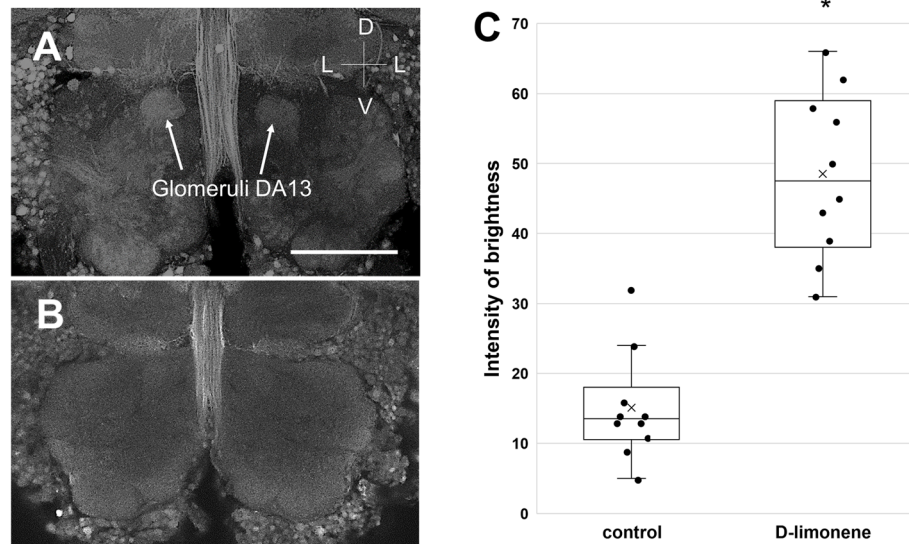 A
D
L L
V
Glomeruli DA13
B
C
*
Intensity of brightness
70
60
50
40
30
20
10
0
control D-limonene